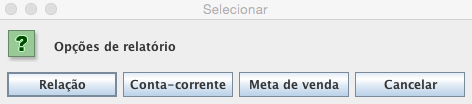 Selecionar
Opções de relatório
Relação Conta-corrente Meta de venda Cancelar